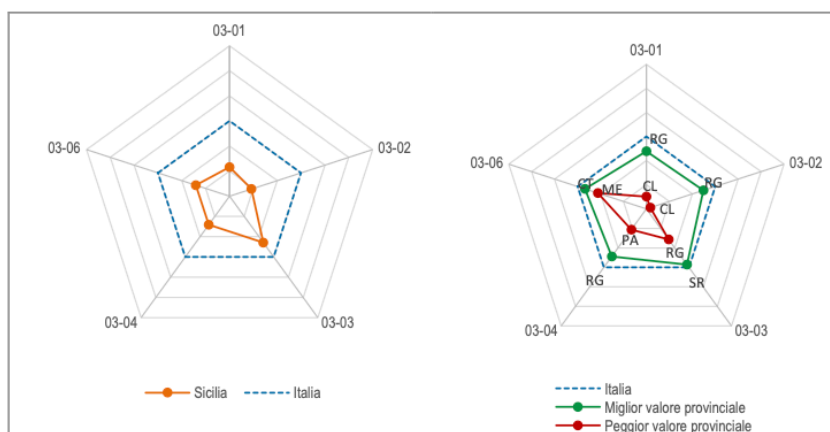 03-01
03-02
03-03
03-04
03-06
Sicilia
Italia
03-01
03-02
03-03
03-04
03-06
RG
RG
CT
ME
CL
CL
PA
RG
RG
SR
Italia
Miglior valore provinciale
Peggior valore provinciale